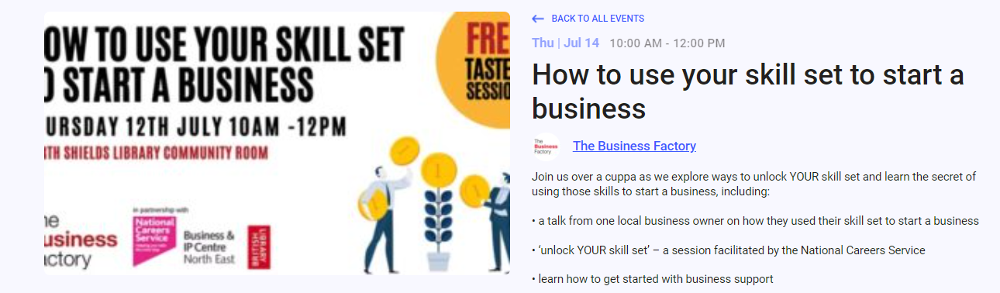 OW TO USE YOUR SKILL SET
O START A BUSINESS
URSDAY 12TH JULY 10AM -12PM
TH SHIELDS LIBRARY COMMUNITY ROOM
FRE
TASTE
SESSIO
he
usiness
actory
in partnership with
National
Careers
Service
Business &
IP Centre
North East
LIBRARY
BRITISH
← BACK TO ALL EVENTS
Thu | Jul 14 10:00 AM - 12:00 PM
How to use your skill set to start a
business
The
Business
Factory
The Business Factory
Join us over a cuppa as we explore ways to unlock YOUR skill set and learn the secret of
using those skills to start a business, including:
• a talk from one local business owner on how they used their skill set to start a business
• ‘unlock YOUR skill set’ – a session facilitated by the National Careers Service
• learn how to get started with business support